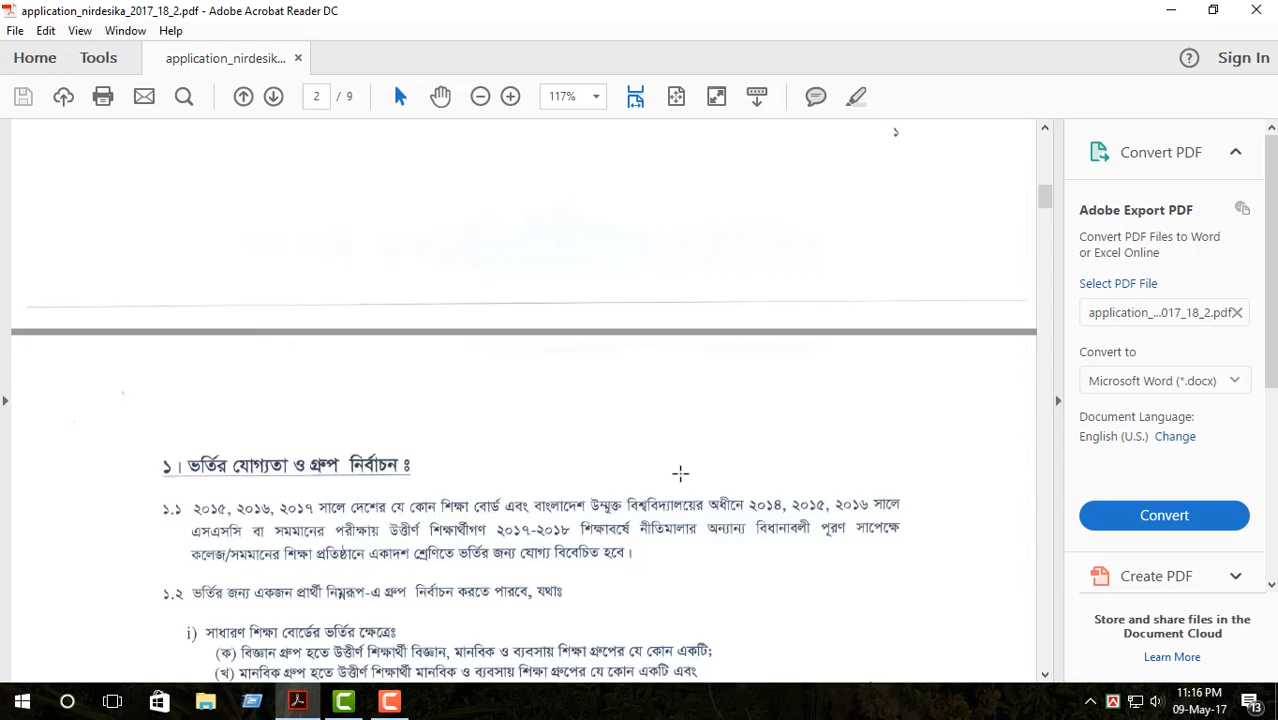 application_nirdesika_2017_18_2.pdf - Adobe Acrobat Reader DC
File Edit View Window Help
Home Tools application_nirdesik... ×
Sign In
2 / 9
117%
১
১। ভর্তির যোগ্যতা ও গ্রুপ নির্বাচন ঃ
১.১ ২০১৫, ২০১৬, ২০১৭ সালে দেশের যে কোন শিক্ষা বোর্ড এবং বাংলাদেশ উম্মুক্ত বিশ্ববিদ্যালয়ের অধীনে ২০১৪, ২০১৫, ২০১৬ সালে
এসএসসি বা সমমানের পরীক্ষায় উত্তীর্ণ শিক্ষার্থীগণ ২০১৭-২০১৮ শিক্ষাবর্ষে নীতিমালার অন্যান্য বিধানাবলী পূরণ সাপেক্ষে
কলেজ/সমমানের শিক্ষা প্রতিষ্ঠানে একাদশ শ্রেণিতে ভর্তির জন্য যোগ্য বিবেচিত হবে।
১.২ ভর্তির জন্য একজন প্রার্থী নিম্নরূপ-এ গ্রুপ নির্বাচন করতে পারবে, যথাঃ
i) সাধারণ শিক্ষা বোর্ডের ভর্তির ক্ষেত্রেঃ
(ক) বিজ্ঞান গ্রুপ হতে উত্তীর্ণ শিক্ষার্থী বিজ্ঞান, মানবিক ও ব্যবসায় শিক্ষা গ্রুপের যে কোন একটি;
(খ) মানবিক গ্রুপ হতে উত্তীর্ণ শিক্ষার্থী মানবিক ও ব্যবসায় শিক্ষা গ্রুপের যে কোন একটি এবং
Convert PDF
Adobe Export PDF
Convert PDF Files to Word
or Excel Online
Select PDF File
application_...017_18_2.pdf
Convert to
Microsoft Word (*.docx)
Document Language:
English (U.S.) Change
Convert
Create PDF
Store and share files in the
Document Cloud
Learn More
11:16 PM
09-May-17
13